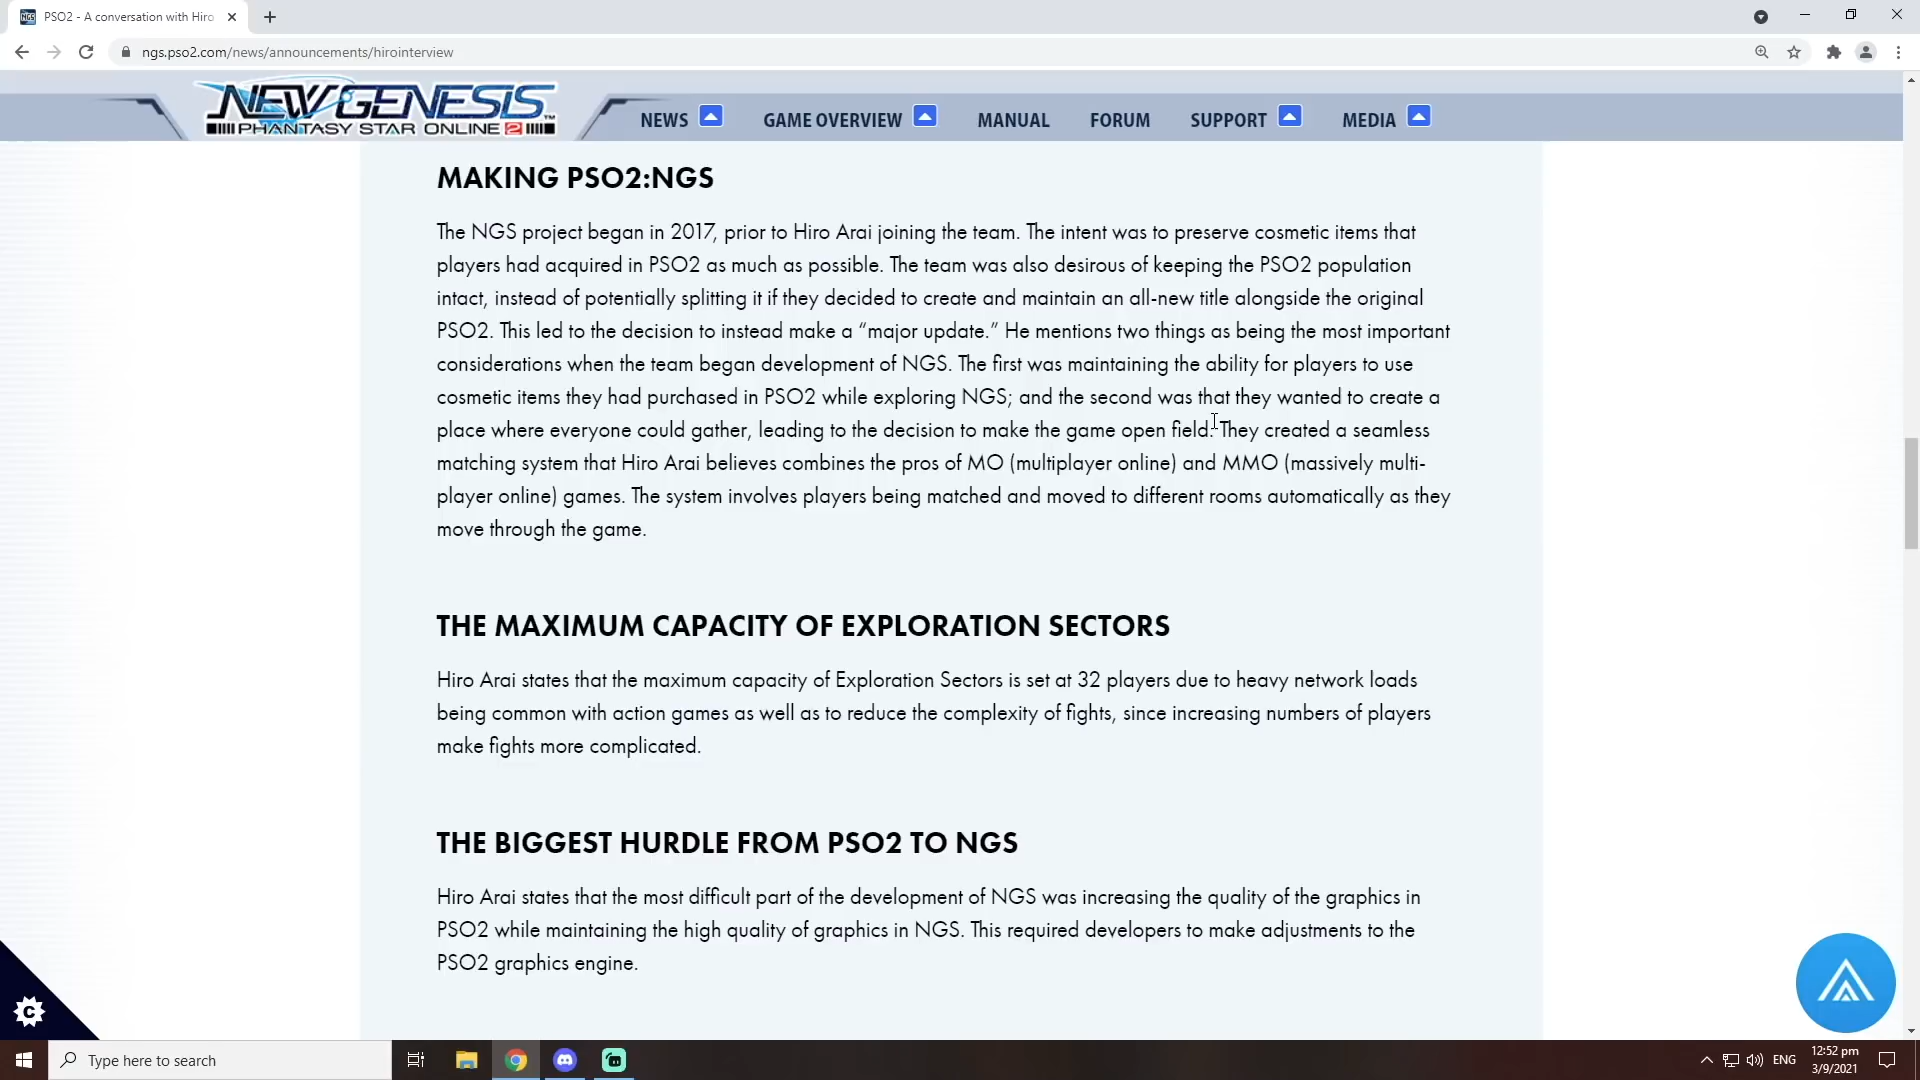 PSO2 - A conversation with Hiro
ngs.pso2.com/news/announcements/hirointerview
NEW GENESIS
PHANTASY STAR ONLINE 2
NEWS
GAME OVERVIEW
MANUAL
FORUM
SUPPORT
MEDIA
MAKING PSO2:NGS
The NGS project began in 2017, prior to Hiro Arai joining the team. The intent was to preserve cosmetic items that
players had acquired in PSO2 as much as possible. The team was also desirous of keeping the PSO2 population
intact, instead of potentially splitting it if they decided to create and maintain an all-new title alongside the original
PSO2. This led to the decision to instead make a “major update.” He mentions two things as being the most important
considerations when the team began development of NGS. The first was maintaining the ability for players to use
cosmetic items they had purchased in PSO2 while exploring NGS; and the second was that they wanted to create a
place where everyone could gather, leading to the decision to make the game open field. They created a seamless
matching system that Hiro Arai believes combines the pros of MO (multiplayer online) and MMO (massively multi-
player online) games. The system involves players being matched and moved to different rooms automatically as they
move through the game.
THE MAXIMUM CAPACITY OF EXPLORATION SECTORS
Hiro Arai states that the maximum capacity of Exploration Sectors is set at 32 players due to heavy network loads
being common with action games as well as to reduce the complexity of fights, since increasing numbers of players
make fights more complicated.
THE BIGGEST HURDLE FROM PSO2 TO NGS
Hiro Arai states that the most difficult part of the development of NGS was increasing the quality of the graphics in
PSO2 while maintaining the high quality of graphics in NGS. This required developers to make adjustments to the
PSO2 graphics engine.
C
Type here to search
ENG
12:52 pm
3/9/2021